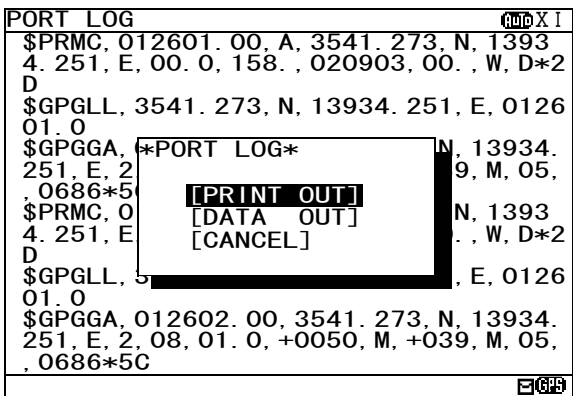 PORT LOG AUTO X I
$PRMC, 012601. 00, A, 3541. 273, N, 1393
4. 251, E, 00. 0, 158. , 020903, 00. , W, D*2
D
$GPGLL, 3541. 273, N, 13934. 251, E, 0126
01. 0
$GPGGA, N, 13934.
251, E, 2 9, M, 05,
, 0686*5
$PRMC, 0 N, 1393
4. 251, E . , W, D*2
D
$GPGLL, 3 , E, 0126
01. 0
*PORT LOG*
[PRINT OUT]
[DATA OUT]
[CANCEL]
$GPGGA, 012602. 00, 3541. 273, N, 13934.
251, E, 2, 08, 01. 0, +0050, M, +039, M, 05,
, 0686*5C
GPS